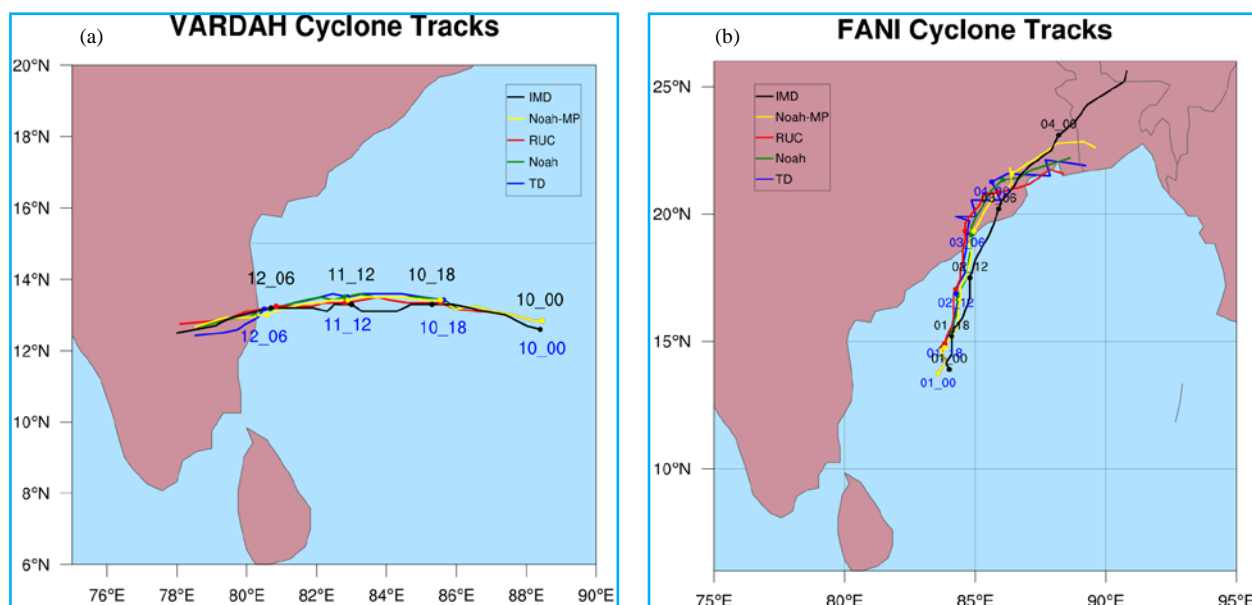 (a)
VARDAH Cyclone Tracks
20°N
18°N
16°N
14°N
12°N
10°N
8°N
6°N
IMD
Noah-MP
RUC
Noah
TD
12_06
11_12
10_18
10_00
12_06
11_12
10_18
10_00
76°E 78°E 80°E 82°E 84°E 86°E 88°E 90°E
(b)
FANI Cyclone Tracks
25°N
20°N
15°N
10°N
IMD
Noah-MP
RUC
Noah
TD
04_00
03_06
03_06
02_12
01_18
01_18
01_00
01_00
75°E 80°E 85°E 90°E 95°E